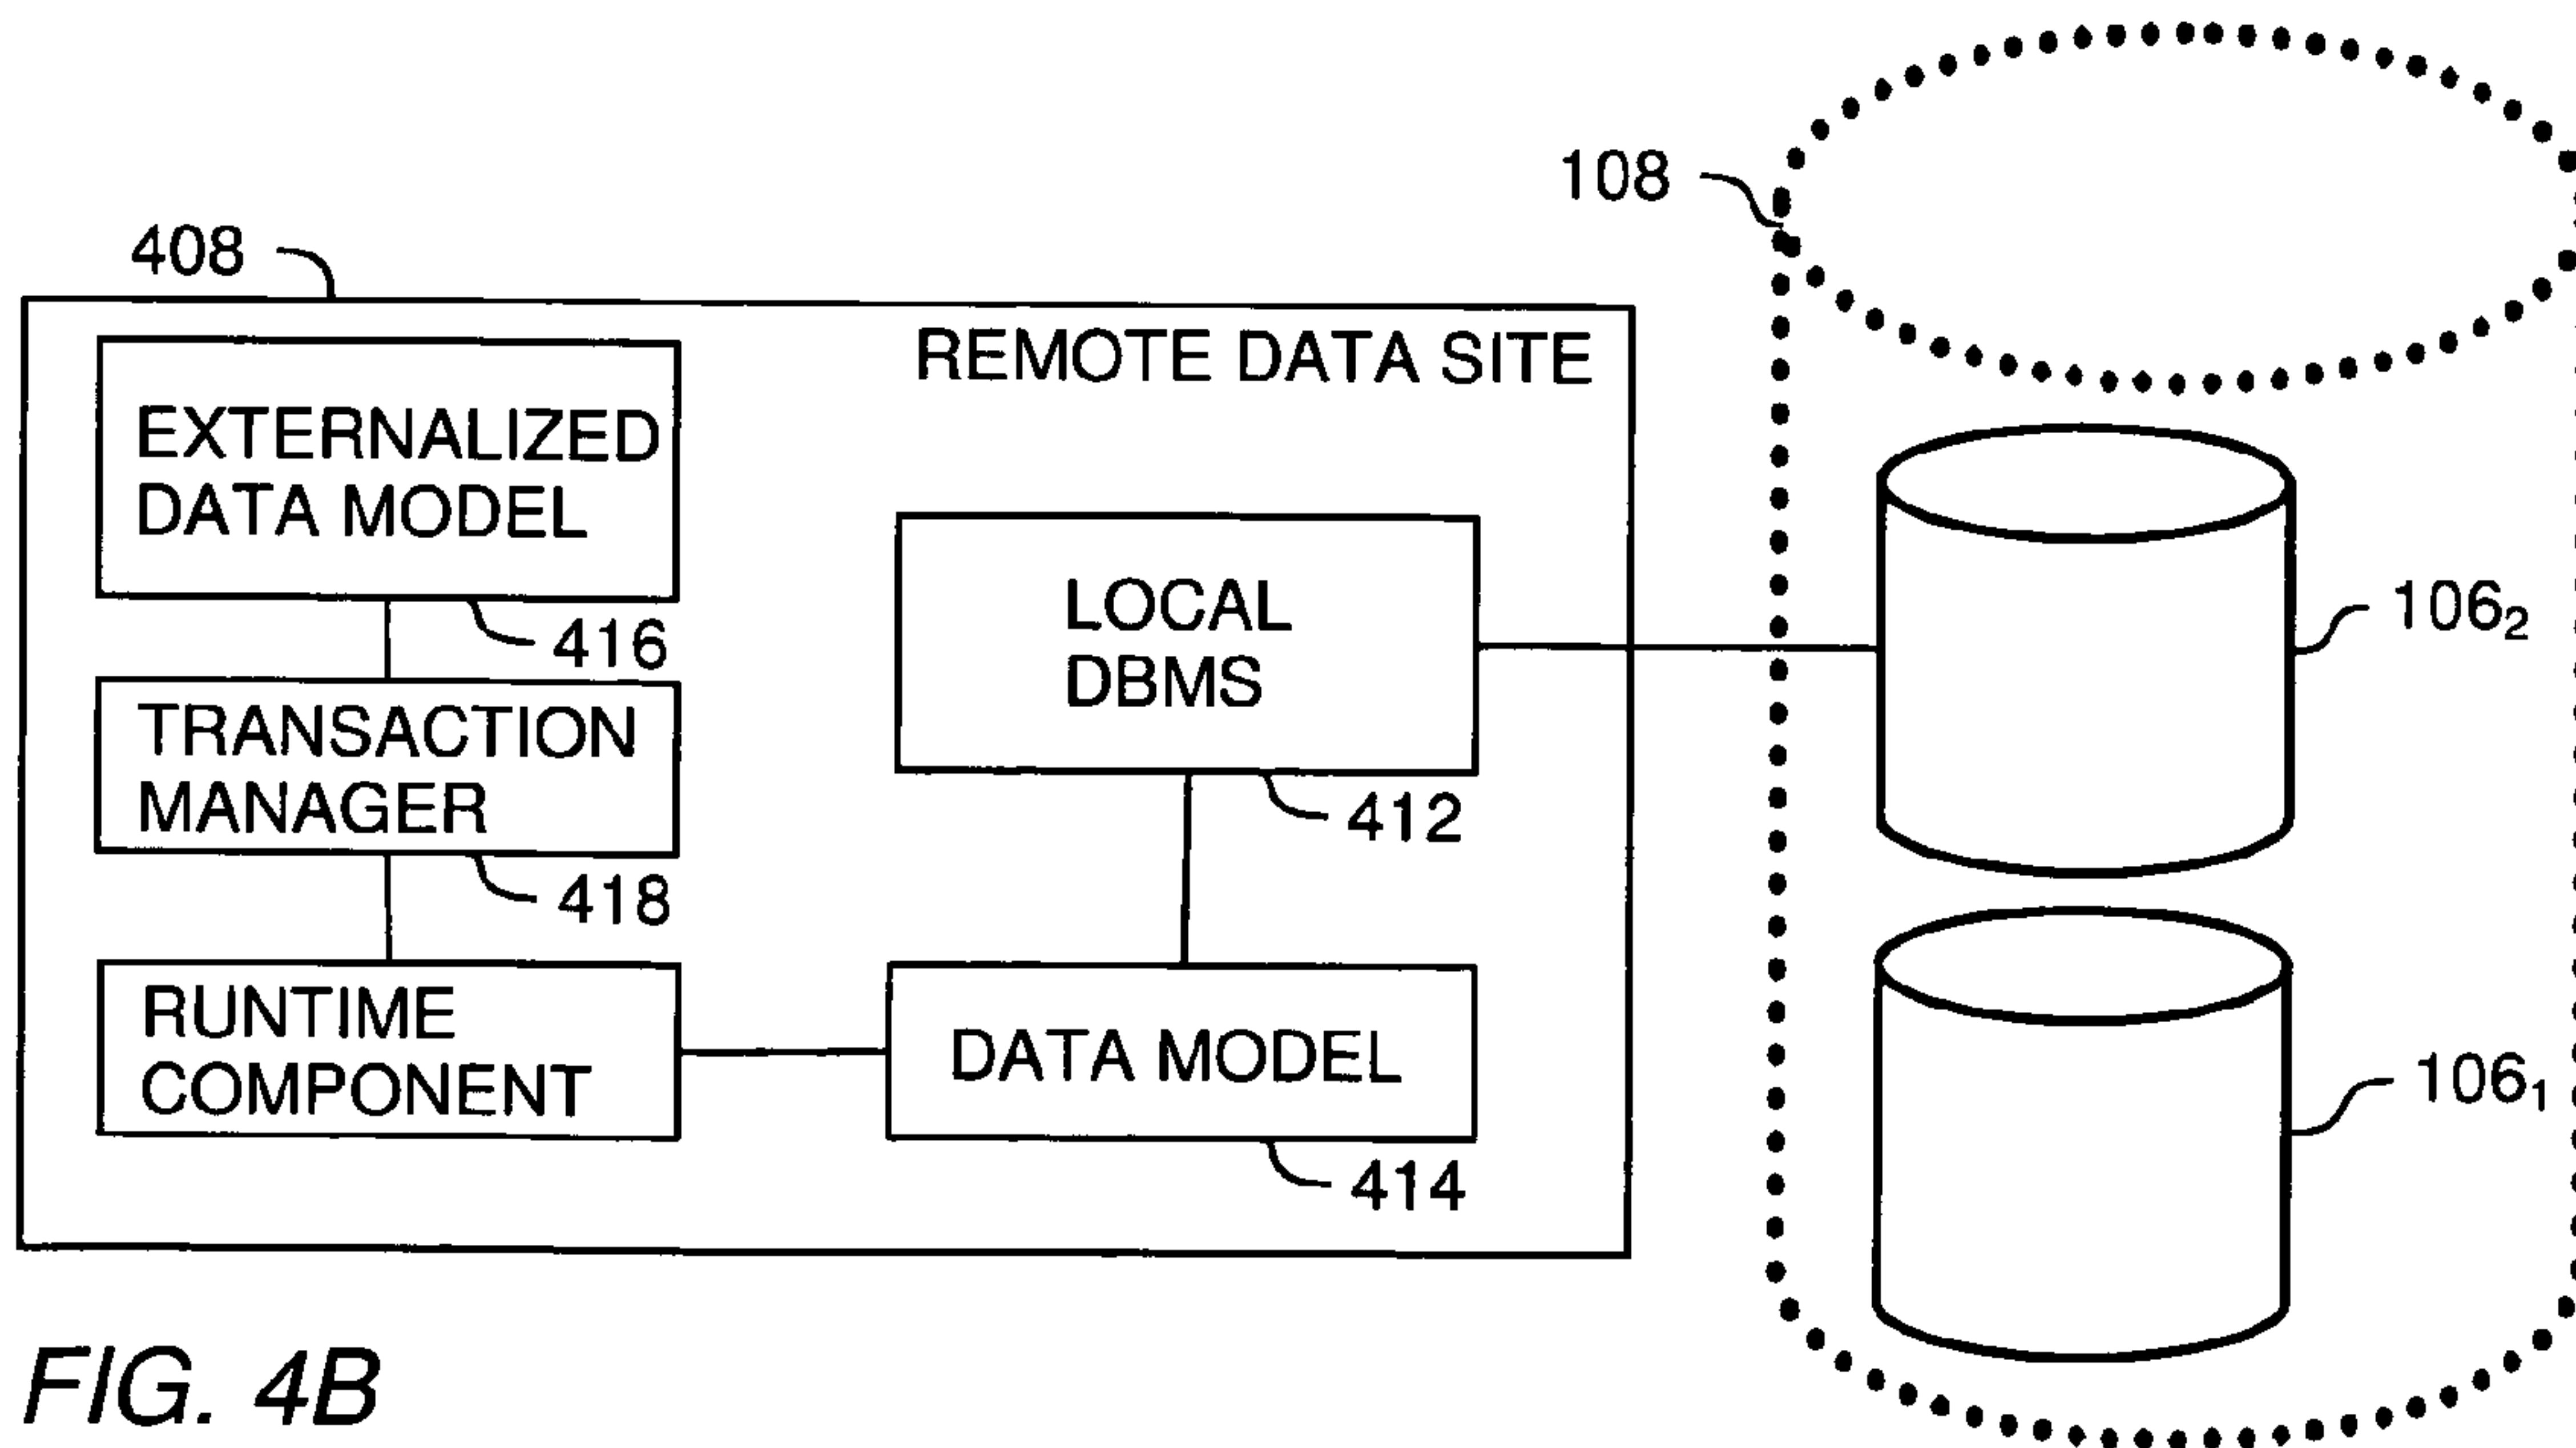 108
408
REMOTE DATA SITE
EXTERNALIZED
DATA MODEL
416
LOCAL
DBMS
412
106₂
TRANSACTION
MANAGER
418
RUNTIME
COMPONENT
DATA MODEL
414
106₁
FIG. 4B